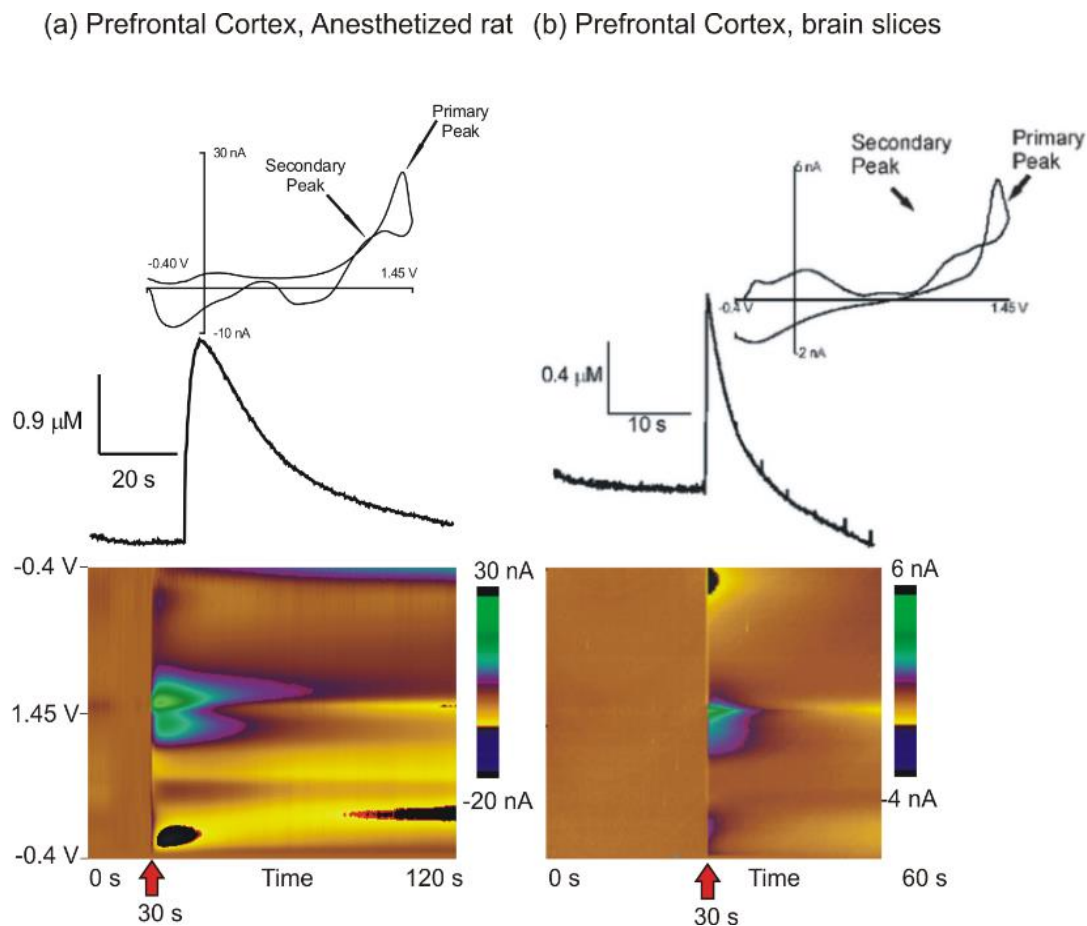 (a) Prefrontal Cortex, Anesthetized rat
Primary
Peak
30 nA
Secondary
Peak
-0.40 V
1.45 V
-10 nA
0.9 μM
20 s
-0.4 V
30 nA
1.45 V
-20 nA
-0.4 V
0 s
Time
120 s
30 s
(b) Prefrontal Cortex, brain slices
Secondary
Peak
Primary
Peak
5 nA
-0.4 V
1.45 V
-2 nA
0.4 μM
10 s
6 nA
-4 nA
0 s
Time
60 s
30 s